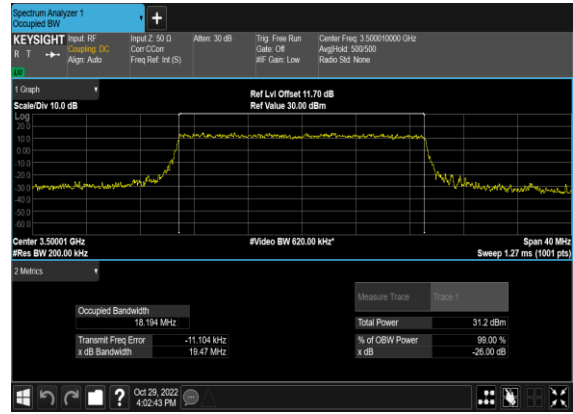 Spectrum Analyzer 1
Occupied BW
+
KEYSIGHT Input: RF Input Z: 50 Ω Atten: 30 dB Trig: Free Run Center Freq: 3.500010000 GHz
R T Coupling: DC Corr CCorr Gate: Off Avg|Hold: 500/500
Align: Auto Freq Ref: Int (S) #IF Gain: Low Radio Std: None
1 Graph
Ref Lvl Offset 11.70 dB
Scale/Div 10.0 dB Ref Value 30.00 dBm
Log
20.0
10.0
0.00
-10.0
-20.0
-30.0
-40.0
-50.0
-60.0
Center 3.50001 GHz #Video BW 620.00 kHz* Span 40 MHz
#Res BW 200.00 kHz Sweep 1.27 ms (1001 pts)
2 Metrics
Measure Trace Trace 1
Occupied Bandwidth
18.194 MHz Total Power 31.2 dBm
Transmit Freq Error -11.104 kHz % of OBW Power 99.00 %
x dB Bandwidth 19.47 MHz x dB -26.00 dB
? Oct 29, 2022
4:02:43 PM